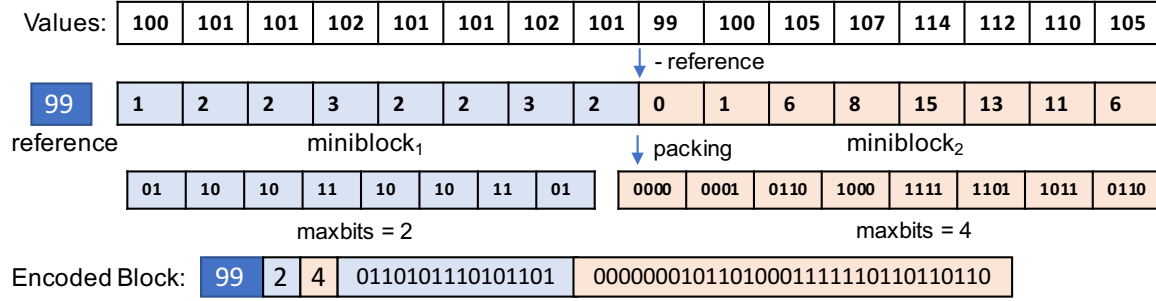 Values: 100 101 101 102 101 101 102 101 99 100 105 107 114 112 110 105
- reference
99 1 2 2 3 2 2 3 2 0 1 6 8 15 13 11 6
reference miniblock₁ packing miniblock₂
01 10 10 11 10 10 11 01 0000 0001 0110 1000 1111 1101 1011 0110
maxbits = 2 maxbits = 4
Encoded Block: 99 2 4 0110101110101101 00000001011010001111110110110110